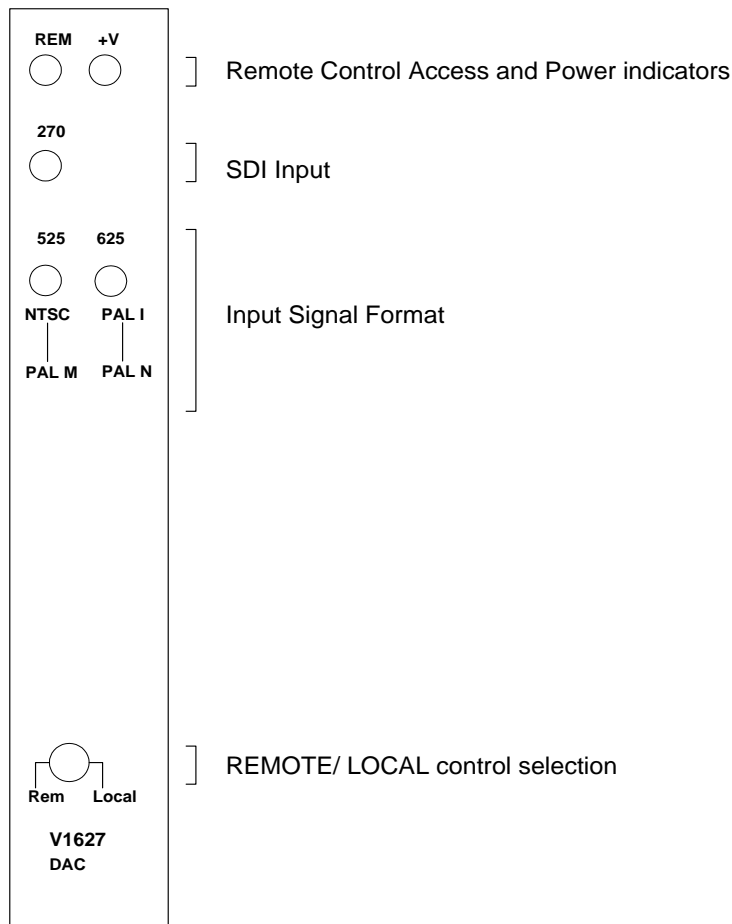 REM +V
Remote Control Access and Power indicators
270
SDI Input
525 625
NTSC PAL I
Input Signal Format
PAL M PAL N
REMOTE/ LOCAL control selection
Rem Local
V1627
DAC